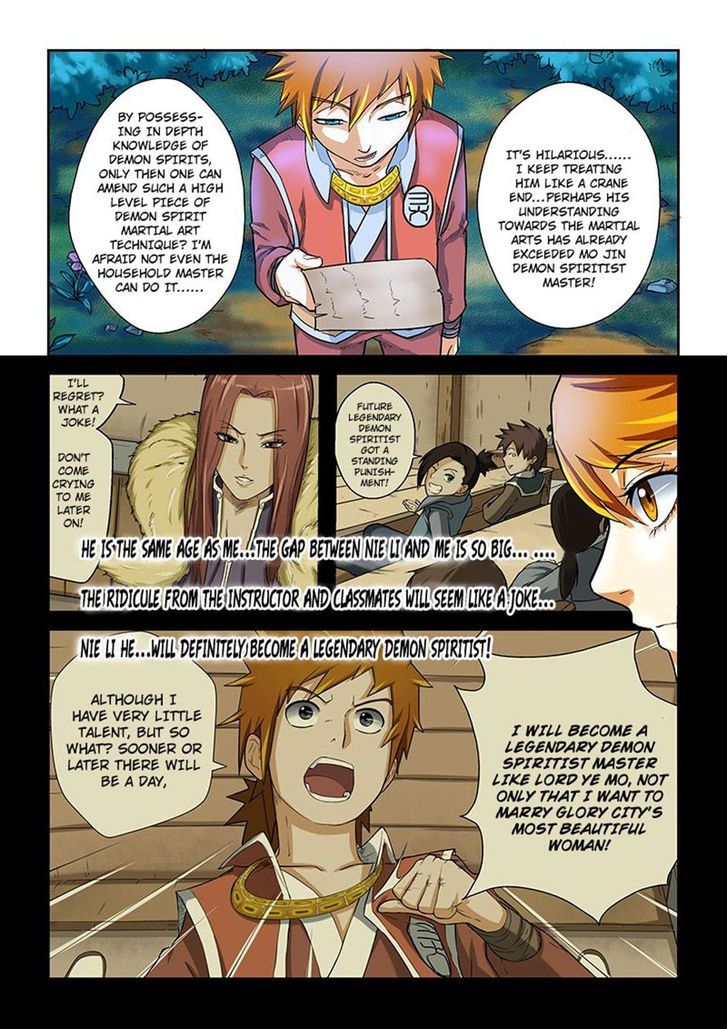 BY POSSESS-
ING IN DEPTH
KNOWLEDGE OF
DEMON SPIRITS,
ONLY THEN ONE CAN
AMEND SUCH A HIGH
LEVEL PIECE OF
DEMON SPIRIT
MARTIAL ART
TECHNIQUE? I'M
AFRAID NOT EVEN THE
HOUSEHOLD MASTER
CAN DO IT......
IT'S HILARIOUS......
I KEEP TREATING
HIM LIKE A CRANE
END...PERHAPS HIS
UNDERSTANDING
TOWARDS THE MARTIAL
ARTS HAS ALREADY
EXCEEDED MO JIN
DEMON SPIRITIST
MASTER!
I'LL
REGRET?
WHAT A
JOKE!
DON'T
COME
CRYING
TO ME
LATER
ON!
FUTURE
LEGENDARY
DEMON
SPIRITIST
GOT A
STANDING
PUNISH-
MENT!
HE IS THE SAME AGE AS ME...THE GAP BETWEEN NIE LI AND ME IS SO BIG... ....
THE RIDICULE FROM THE INSTRUCTOR AND CLASSMATES WILL SEEM LIKE A JOKE...
NIE LI HE...WILL DEFINITELY BECOME A LEGENDARY DEMON SPIRITIST!
ALTHOUGH I
HAVE VERY LITTLE
TALENT, BUT SO
WHAT? SOONER OR
LATER THERE WILL
BE A DAY,
I WILL BECOME A
LEGENDARY DEMON
SPIRITIST MASTER
LIKE LORD YE MO, NOT
ONLY THAT I WANT TO
MARRY GLORY CITY'S
MOST BEAUTIFUL
WOMAN!